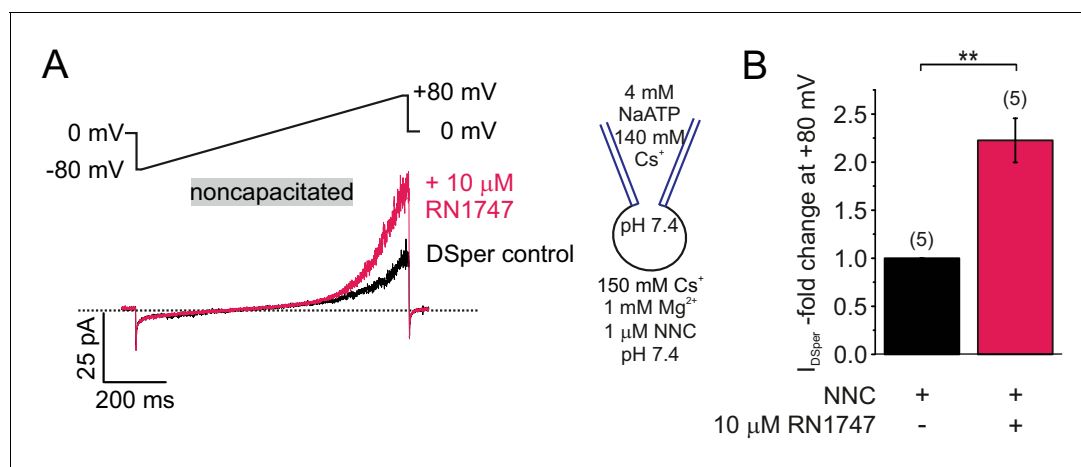 A
+80 mV
0 mV
0 mV
-80 mV
noncapacitated
+ 10 μM
RN1747
DSper control
25 pA
200 ms
4 mM
NaATP
140 mM
Cs⁺
pH 7.4
150 mM Cs⁺
1 mM Mg²⁺
1 μM NNC
pH 7.4
B
**
(5)
(5)
I_DSper -fold change at +80 mV
2.5
2.0
1.5
1.0
0.5
0.0
NNC + +
10 μM RN1747 - +